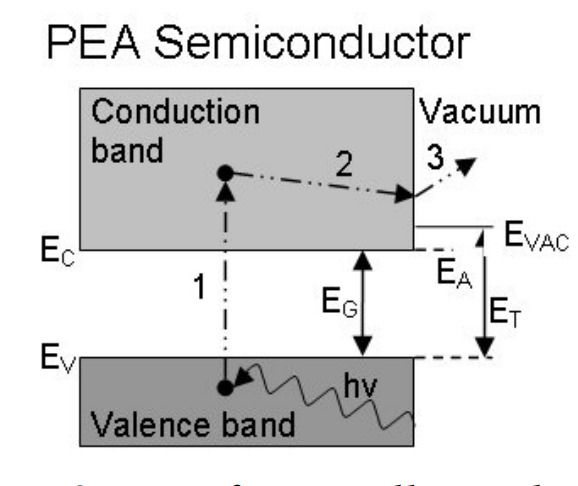 PEA Semiconductor
Conduction
band
Vacuum
2
3
E_VAC
E_C
E_A
1
E_G
E_T
E_V
hv
Valence band